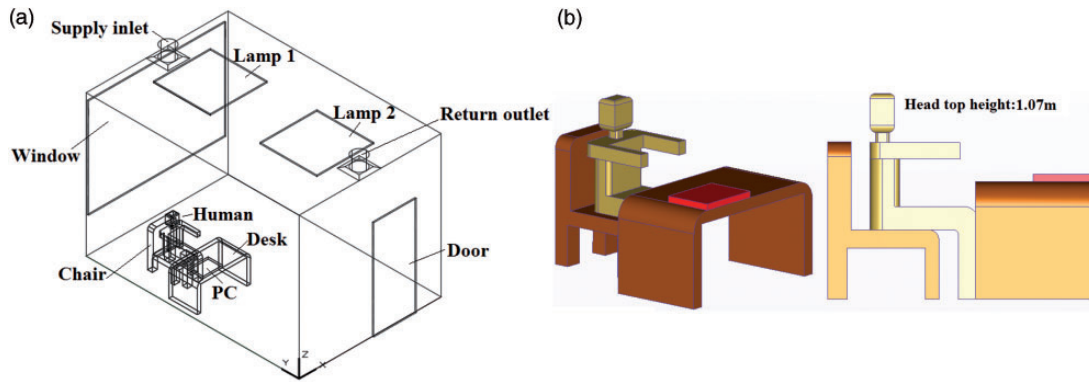 (a)
Supply inlet
Lamp 1
Lamp 2
Return outlet
Window
Human
Desk
Door
Chair
PC
Y
Z
X
(b)
Head top height:1.07m